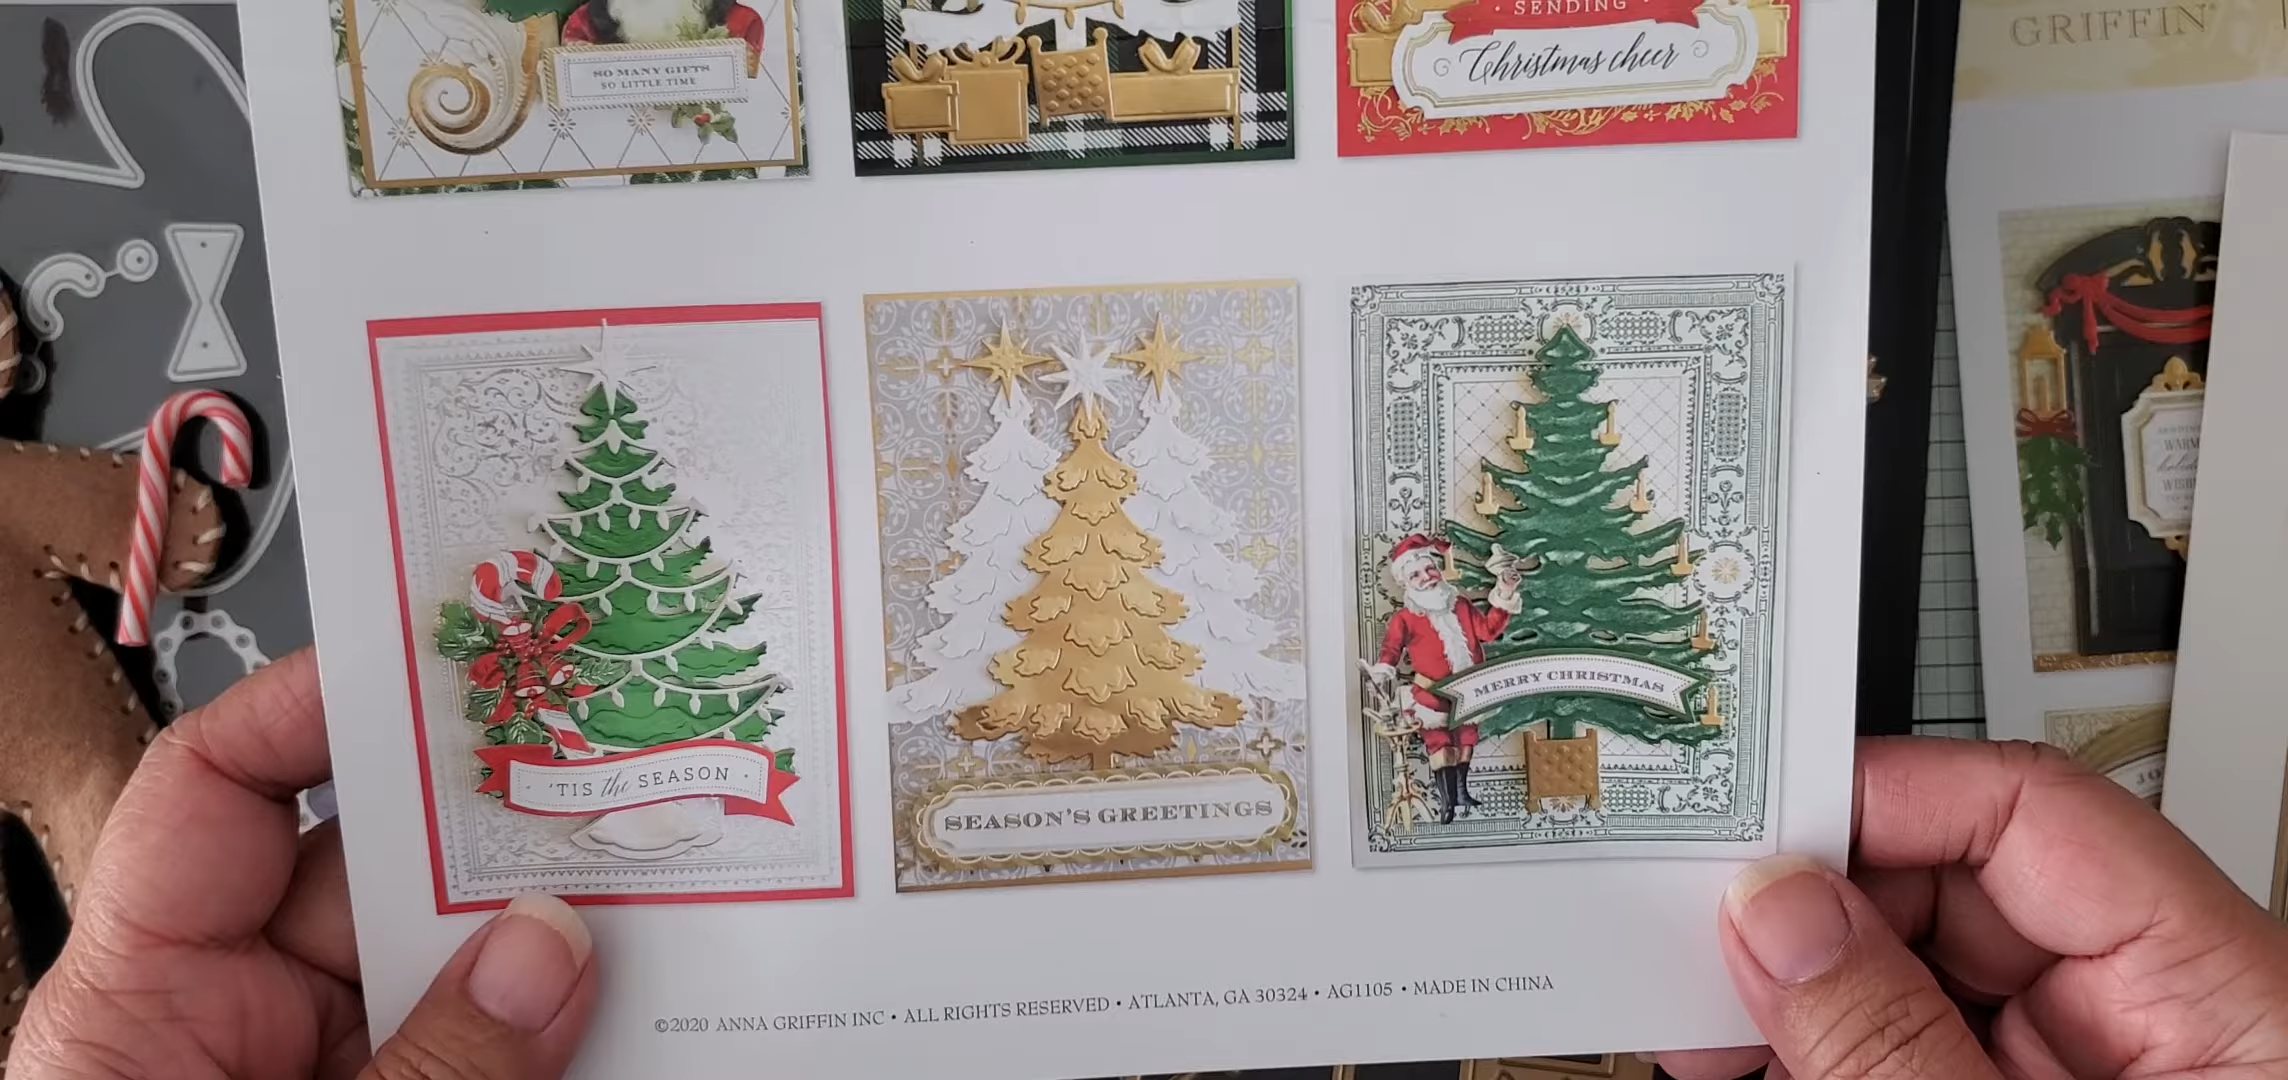 GRIFFIN
SO MANY GIFTS
SO LITTLE TIME
SENDING
Christmas cheer
WARM
'TIS the SEASON
SEASON'S GREETINGS
MERRY CHRISTMAS
©2020 ANNA GRIFFIN INC • ALL RIGHTS RESERVED • ATLANTA, GA 30324 • AG1105 • MADE IN CHINA